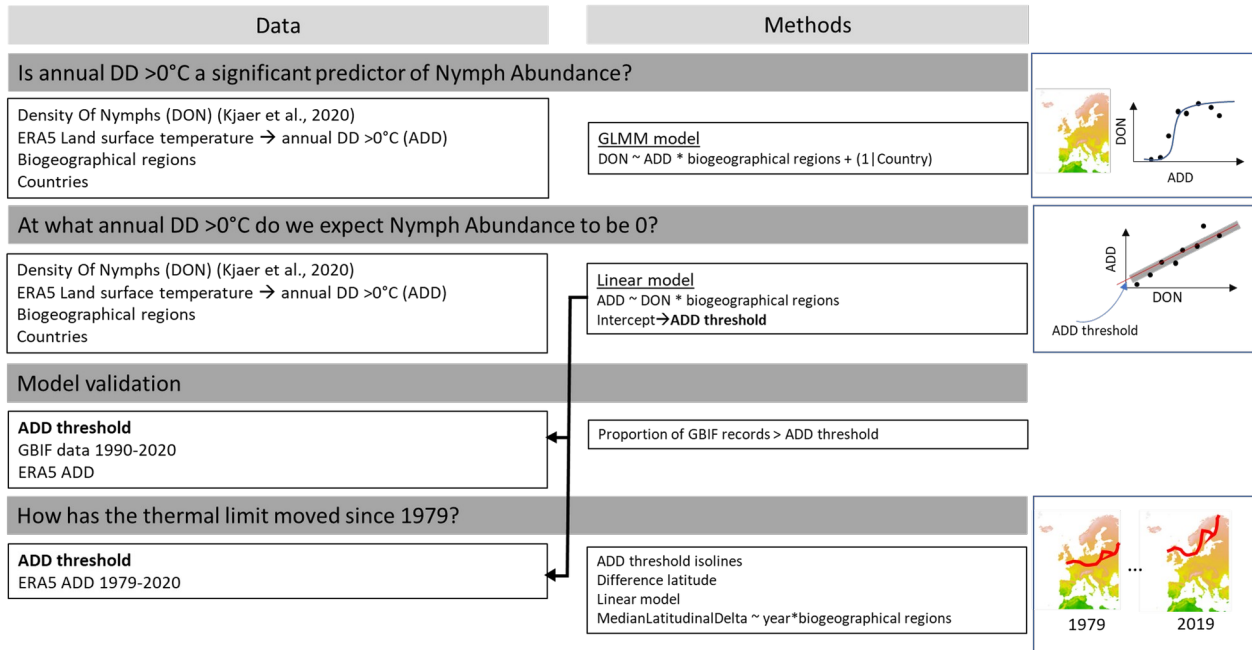 Data
Methods
Is annual DD >0°C a significant predictor of Nymph Abundance?
Density Of Nymphs (DON) (Kjaer et al., 2020)
ERA5 Land surface temperature → annual DD >0°C (ADD)
Biogeographical regions
Countries
GLMM model
DON ~ ADD * biogeographical regions + (1|Country)
DON
ADD
At what annual DD >0°C do we expect Nymph Abundance to be 0?
Density Of Nymphs (DON) (Kjaer et al., 2020)
ERA5 Land surface temperature → annual DD >0°C (ADD)
Biogeographical regions
Countries
Linear model
ADD ~ DON * biogeographical regions
Intercept→ADD threshold
ADD
DON
ADD threshold
Model validation
ADD threshold
GBIF data 1990-2020
ERA5 ADD
Proportion of GBIF records > ADD threshold
How has the thermal limit moved since 1979?
ADD threshold
ERA5 ADD 1979-2020
ADD threshold isolines
Difference latitude
Linear model
MedianLatitudinalDelta ~ year*biogeographical regions
...
1979
2019